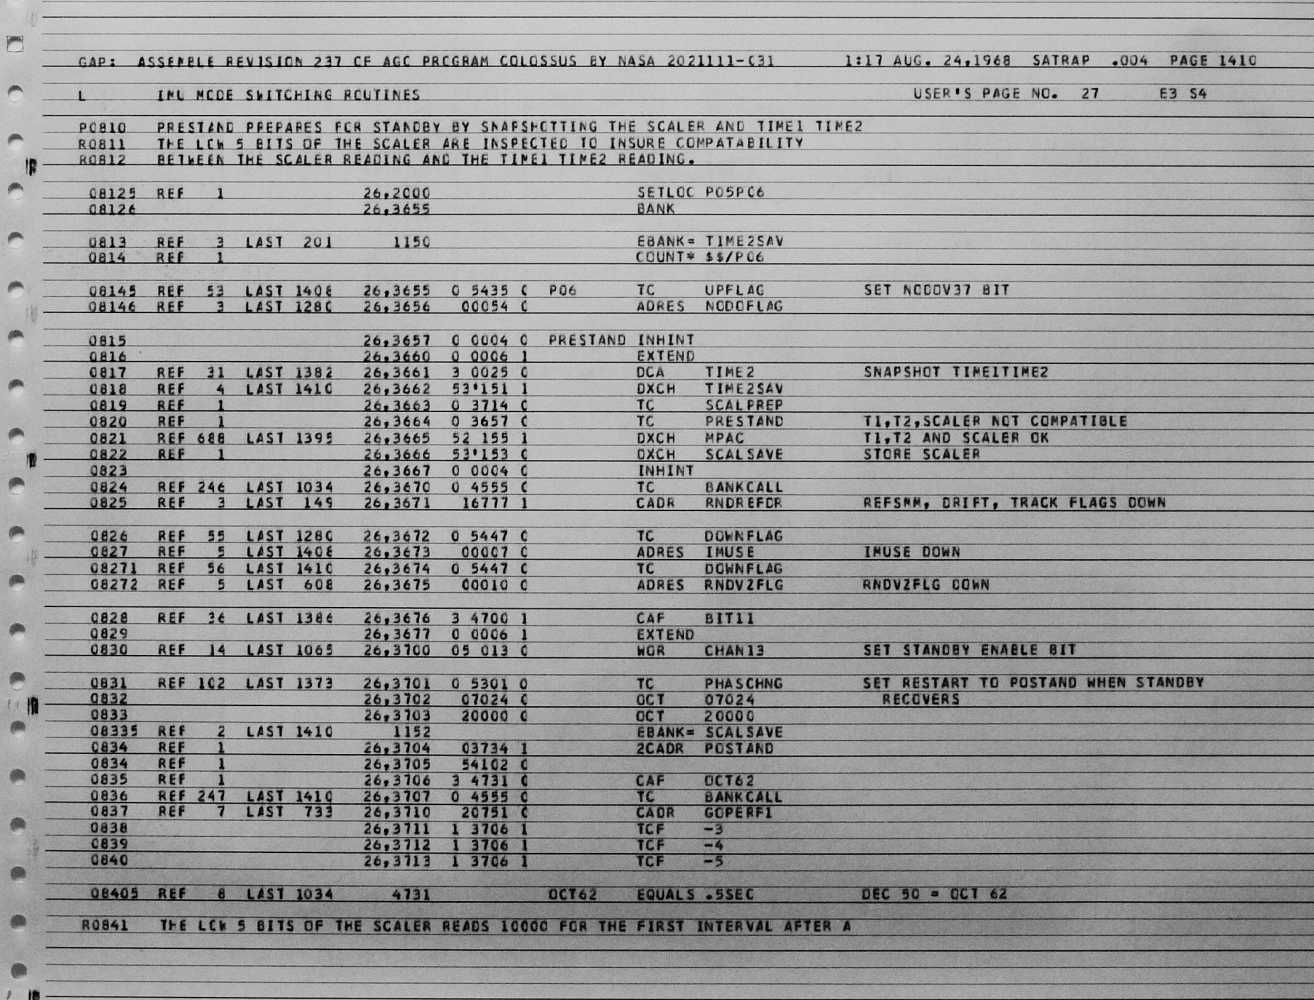 GAP: ASSEMBLE REVISION 237 OF AGC PROGRAM COLOSSUS BY NASA 2021111-031 1:17 AUG. 24,1968 SATRAP .004 PAGE 1410
L IMU MODE SWITCHING ROUTINES USER'S PAGE NO. 27 E3 S4
P0810 PRESTAND PREPARES FOR STANDBY BY SNAPSHOTTING THE SCALER AND TIME1 TIME2
R0811 THE LOW 5 BITS OF THE SCALER ARE INSPECTED TO INSURE COMPATABILITY
R0812 BETWEEN THE SCALER READING AND THE TIME1 TIME2 READING.
08125 REF 1 26,2000 SETLOC P05P06
08126 26,3655 BANK
0813 REF 3 LAST 201 1150 EBANK= TIME2SAV
0814 REF 1 COUNT* $$/P06
08145 REF 53 LAST 1408 26,3655 0 5435 0 P06 TC UPFLAG SET NODOV37 BIT
08146 REF 3 LAST 1280 26,3656 00054 0 ADRES NODOFLAG
0815 26,3657 0 0004 0 PRESTAND INHINT
0816 26,3660 0 0006 1 EXTEND
0817 REF 31 LAST 1382 26,3661 3 0025 0 DCA TIME2 SNAPSHOT TIME1TIME2
0818 REF 4 LAST 1410 26,3662 53'151 1 DXCH TIME2SAV
0819 REF 1 26,3663 0 3714 0 TC SCALPREP
0820 REF 1 26,3664 0 3657 0 TC PRESTAND T1,T2,SCALER NOT COMPATIBLE
0821 REF 688 LAST 1395 26,3665 52 155 1 DXCH MPAC T1,T2 AND SCALER OK
0822 REF 1 26,3666 53'153 0 DXCH SCALSAVE STORE SCALER
0823 26,3667 0 0004 0 INHINT
0824 REF 246 LAST 1034 26,3670 0 4555 0 TC BANKCALL
0825 REF 3 LAST 149 26,3671 16777 1 CADR RNDREFDR REFSMM, DRIFT, TRACK FLAGS DOWN
0826 REF 55 LAST 1280 26,3672 0 5447 0 TC DOWNFLAG
0827 REF 5 LAST 1408 26,3673 00007 0 ADRES IMUSE IMUSE DOWN
08271 REF 56 LAST 1410 26,3674 0 5447 0 TC DOWNFLAG
08272 REF 5 LAST 608 26,3675 00010 0 ADRES RNDVZFLG RNDVZFLG DOWN
0828 REF 36 LAST 1386 26,3676 3 4700 1 CAF BIT11
0829 26,3677 0 0006 1 EXTEND
0830 REF 14 LAST 1065 26,3700 05 013 0 WOR CHAN13 SET STANDBY ENABLE BIT
0831 REF 102 LAST 1373 26,3701 0 5301 0 TC PHASCHNG SET RESTART TO POSTAND WHEN STANDBY
0832 26,3702 07024 0 OCT 07024 RECOVERS
0833 26,3703 20000 0 OCT 20000
08335 REF 2 LAST 1410 1152 EBANK= SCALSAVE
0834 REF 1 26,3704 03734 1 2CADR POSTAND
0834 REF 1 26,3705 54102 0
0835 REF 1 26,3706 3 4731 0 CAF OCT62
0836 REF 247 LAST 1410 26,3707 0 4555 0 TC BANKCALL
0837 REF 7 LAST 733 26,3710 20751 0 CADR GOPERF1
0838 26,3711 1 3706 1 TCF -3
0839 26,3712 1 3706 1 TCF -4
0840 26,3713 1 3706 1 TCF -5
08405 REF 8 LAST 1034 4731 OCT62 EQUALS .5SEC DEC 50 = OCT 62
R0841 THE LOW 5 BITS OF THE SCALER READS 10000 FOR THE FIRST INTERVAL AFTER A